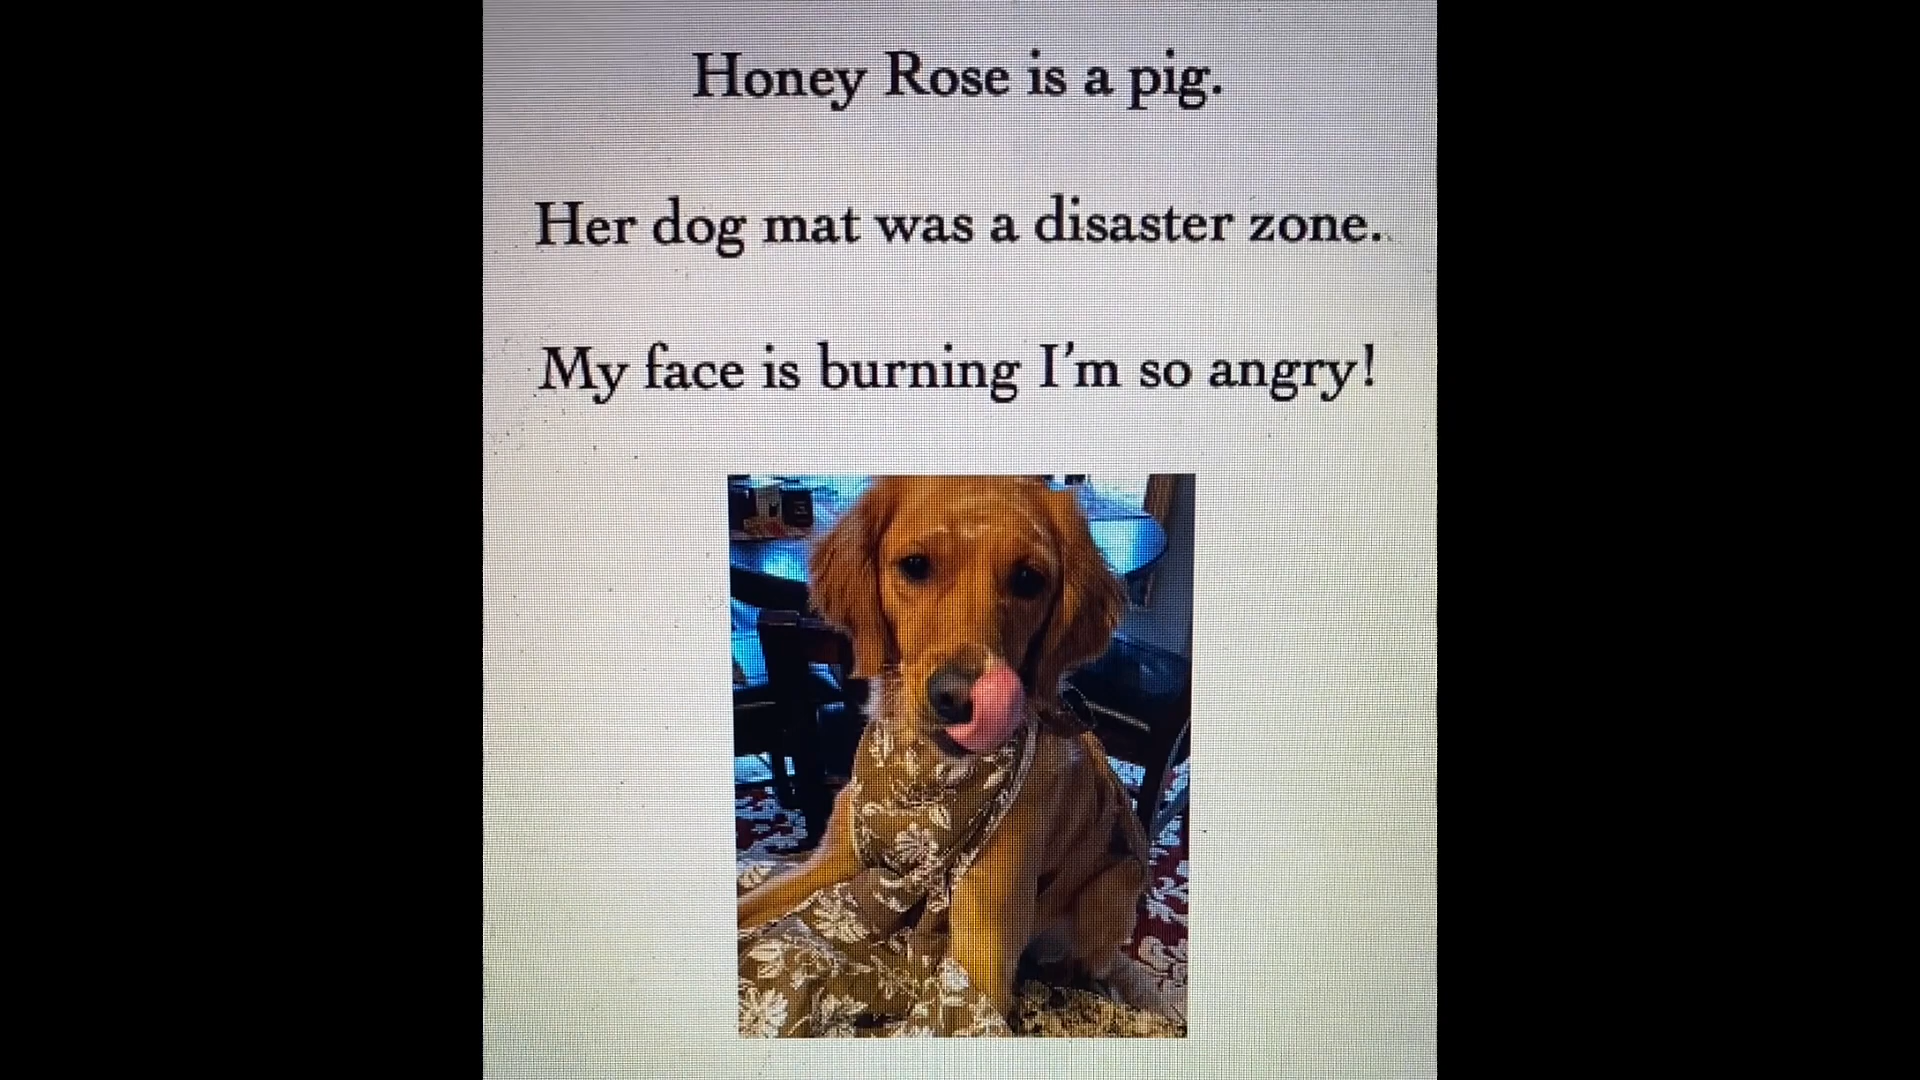 Honey Rose is a pig.
Her dog mat was a disaster zone.
My face is burning I'm so angry!